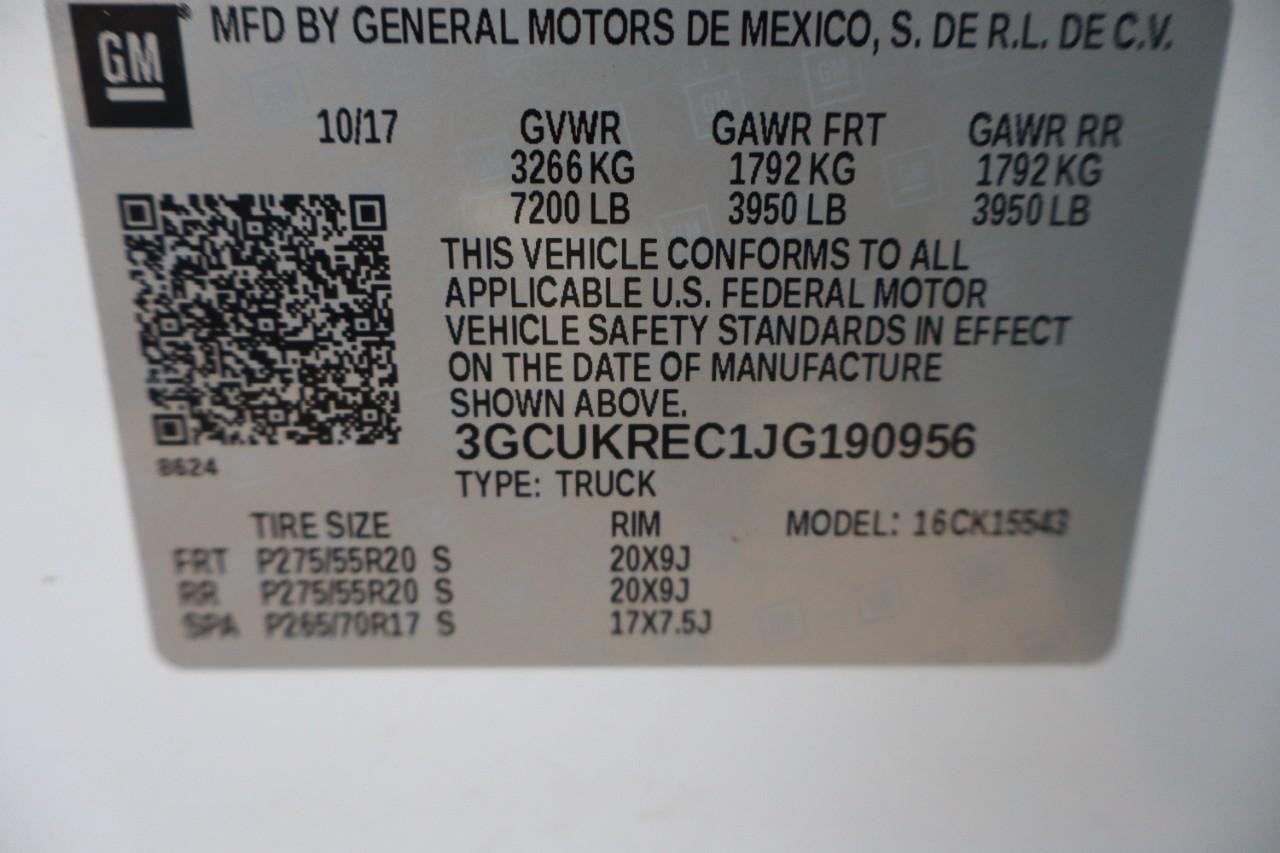 GM® MFD BY GENERAL MOTORS DE MEXICO, S. DE R.L. DE C.V.
10/17 GVWR GAWR FRT GAWR RR
3266 KG 1792 KG 1792 KG
7200 LB 3950 LB 3950 LB
THIS VEHICLE CONFORMS TO ALL
APPLICABLE U.S. FEDERAL MOTOR
VEHICLE SAFETY STANDARDS IN EFFECT
ON THE DATE OF MANUFACTURE
SHOWN ABOVE.
3GCUKREC1JG190956
8624
TYPE: TRUCK
TIRE SIZE RIM MODEL: 16CK15543
FRT P275/55R20 S 20X9J
RR P275/55R20 S 20X9J
SPA P265/70R17 S 17X7.5J